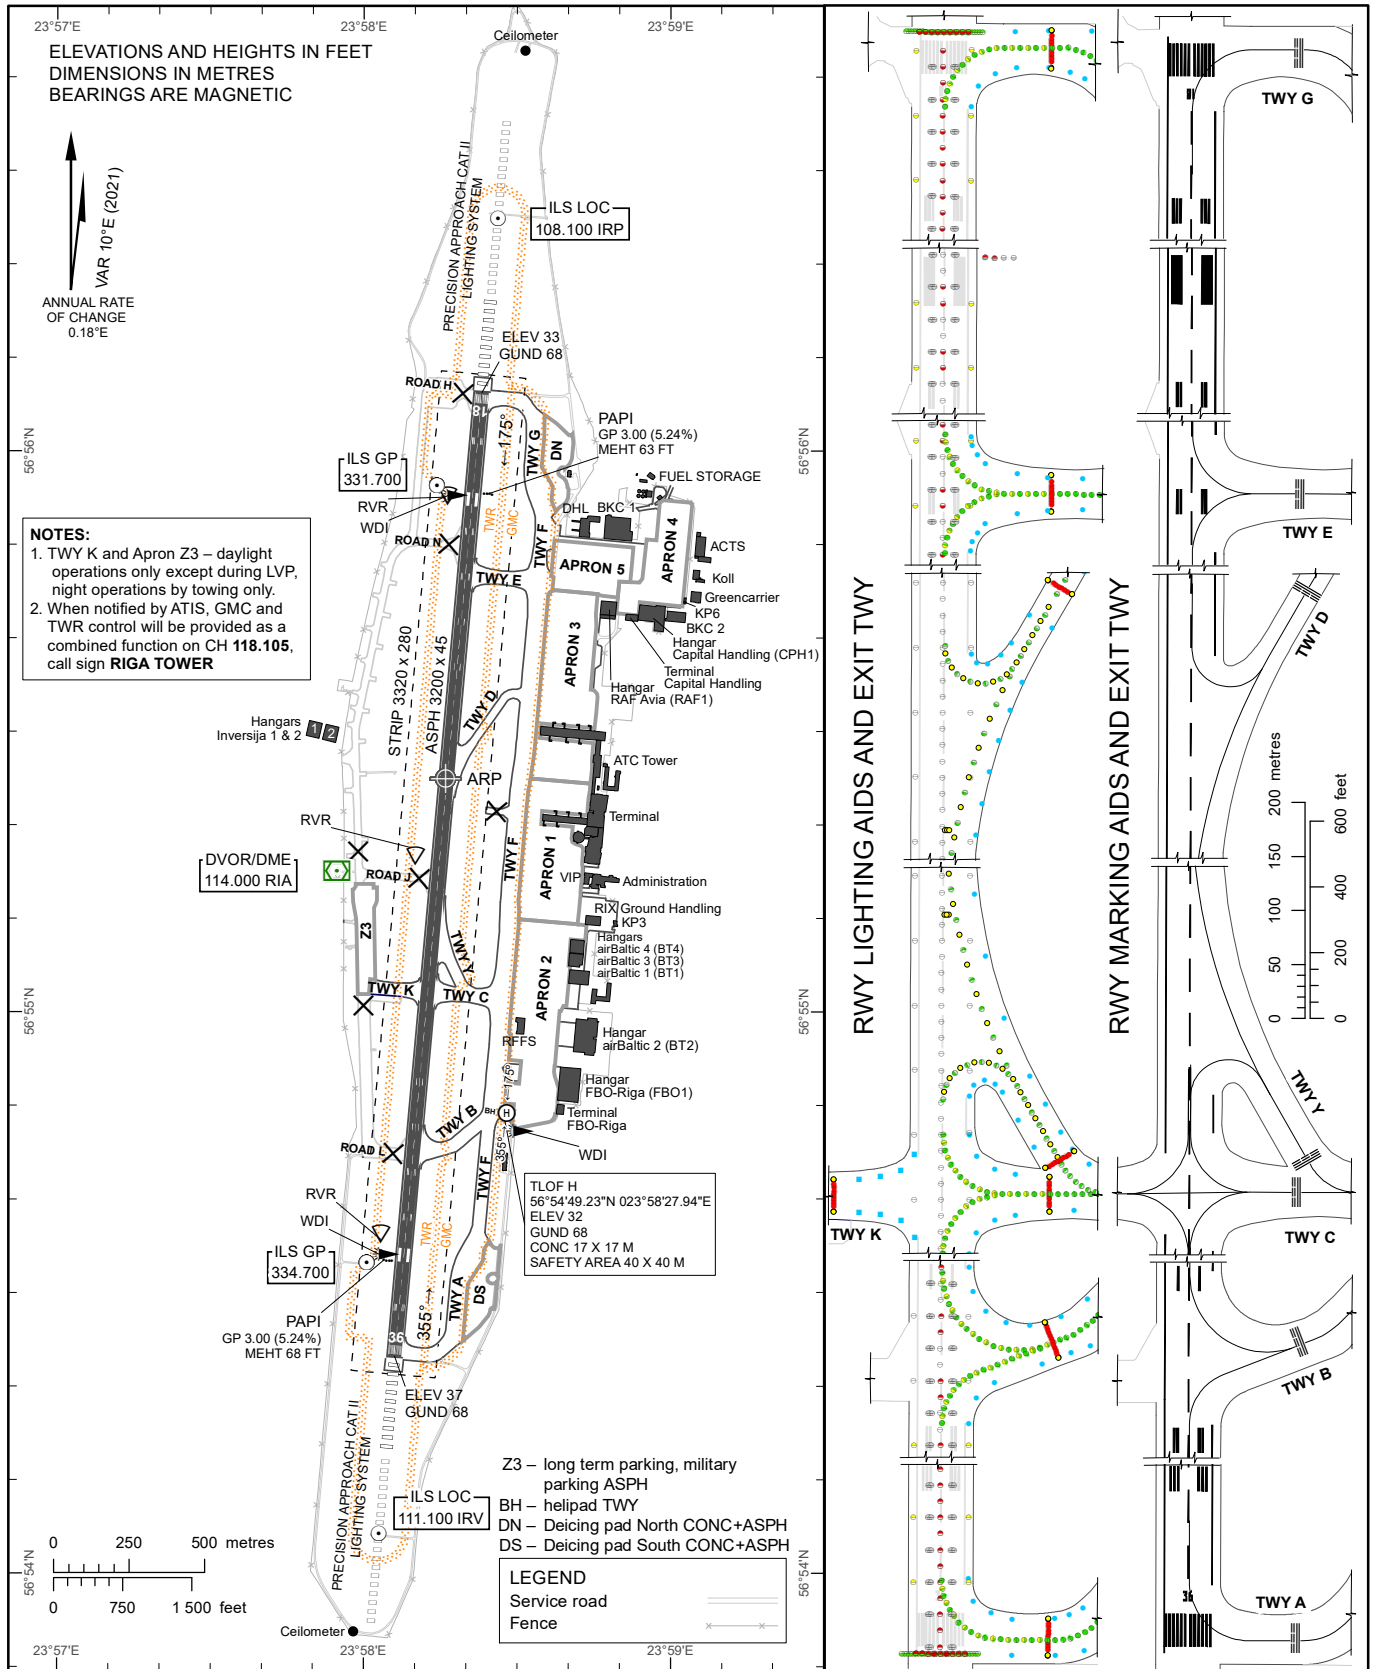 23°57'E
23°58'E
23°59'E
ELEVATIONS AND HEIGHTS IN FEET
DIMENSIONS IN METRES
BEARINGS ARE MAGNETIC
Ceilometer
VAR 10°E (2021)
ANNUAL RATE
OF CHANGE
0.18°E
PRECISION APPROACH CAT II
LIGHTING SYSTEM
ILS LOC
108.100 IRP
ELEV 33
GUND 68
ROAD H
18
175°
TWY G
DN
PAPI
GP 3.00 (5.24%)
MEHT 63 FT
56°56'N
56°56'N
ILS GP
331.700
RVR
WDI
FUEL STORAGE
DHL
BKC 1
TWR
GMC
TWY F
APRON 4
ACTS
ROAD N
APRON 5
TWY E
Koll
Greencarrier
KP6
BKC 2
Hangar
Capital Handling (CPH1)
Terminal
Capital Handling
Hangar
RAF Avia (RAF1)
NOTES:
1. TWY K and Apron Z3 – daylight
operations only except during LVP,
night operations by towing only.
2. When notified by ATIS, GMC and
TWR control will be provided as a
combined function on CH 118.105,
call sign RIGA TOWER
STRIP 3320 x 280
ASPH 3200 x 45
APRON 3
TWY D
Hangars
Inversija 1 & 2
1
2
ATC Tower
ARP
RVR
Terminal
TWY F
APRON 1
DVOR/DME
114.000 RIA
ROAD J
VIP
Administration
RIX Ground Handling
KP3
Z3
Hangars
airBaltic 4 (BT4)
airBaltic 3 (BT3)
airBaltic 1 (BT1)
TWY Y
APRON 2
TWY K
TWY C
56°55'N
56°55'N
RFFS
Hangar
airBaltic 2 (BT2)
175°
Hangar
FBO-Riga (FBO1)
TWY B
BH
H
Terminal
FBO-Riga
ROAD L
355°
WDI
TWY F
TLOF H
56°54'49.23"N 023°58'27.94"E
ELEV 32
GUND 68
CONC 17 X 17 M
SAFETY AREA 40 X 40 M
RVR
WDI
TWR
GMC
ILS GP
334.700
TWY A
DS
355°
PAPI
GP 3.00 (5.24%)
MEHT 68 FT
36
ELEV 37
GUND 68
PRECISION APPROACH CAT II
LIGHTING SYSTEM
ILS LOC
111.100 IRV
Z3 – long term parking, military
parking ASPH
BH – helipad TWY
DN – Deicing pad North CONC+ASPH
DS – Deicing pad South CONC+ASPH
0 250 500 metres
0 750 1 500 feet
56°54'N
56°54'N
LEGEND
Service road
Fence
Ceilometer
23°57'E
23°58'E
23°59'E
RWY LIGHTING AIDS AND EXIT TWY
TWY K
RWY MARKING AIDS AND EXIT TWY
18
TWY G
TWY E
TWY D
0 50 100 150 200 metres
0 200 400 600 feet
TWY Y
TWY C
TWY B
36
TWY A